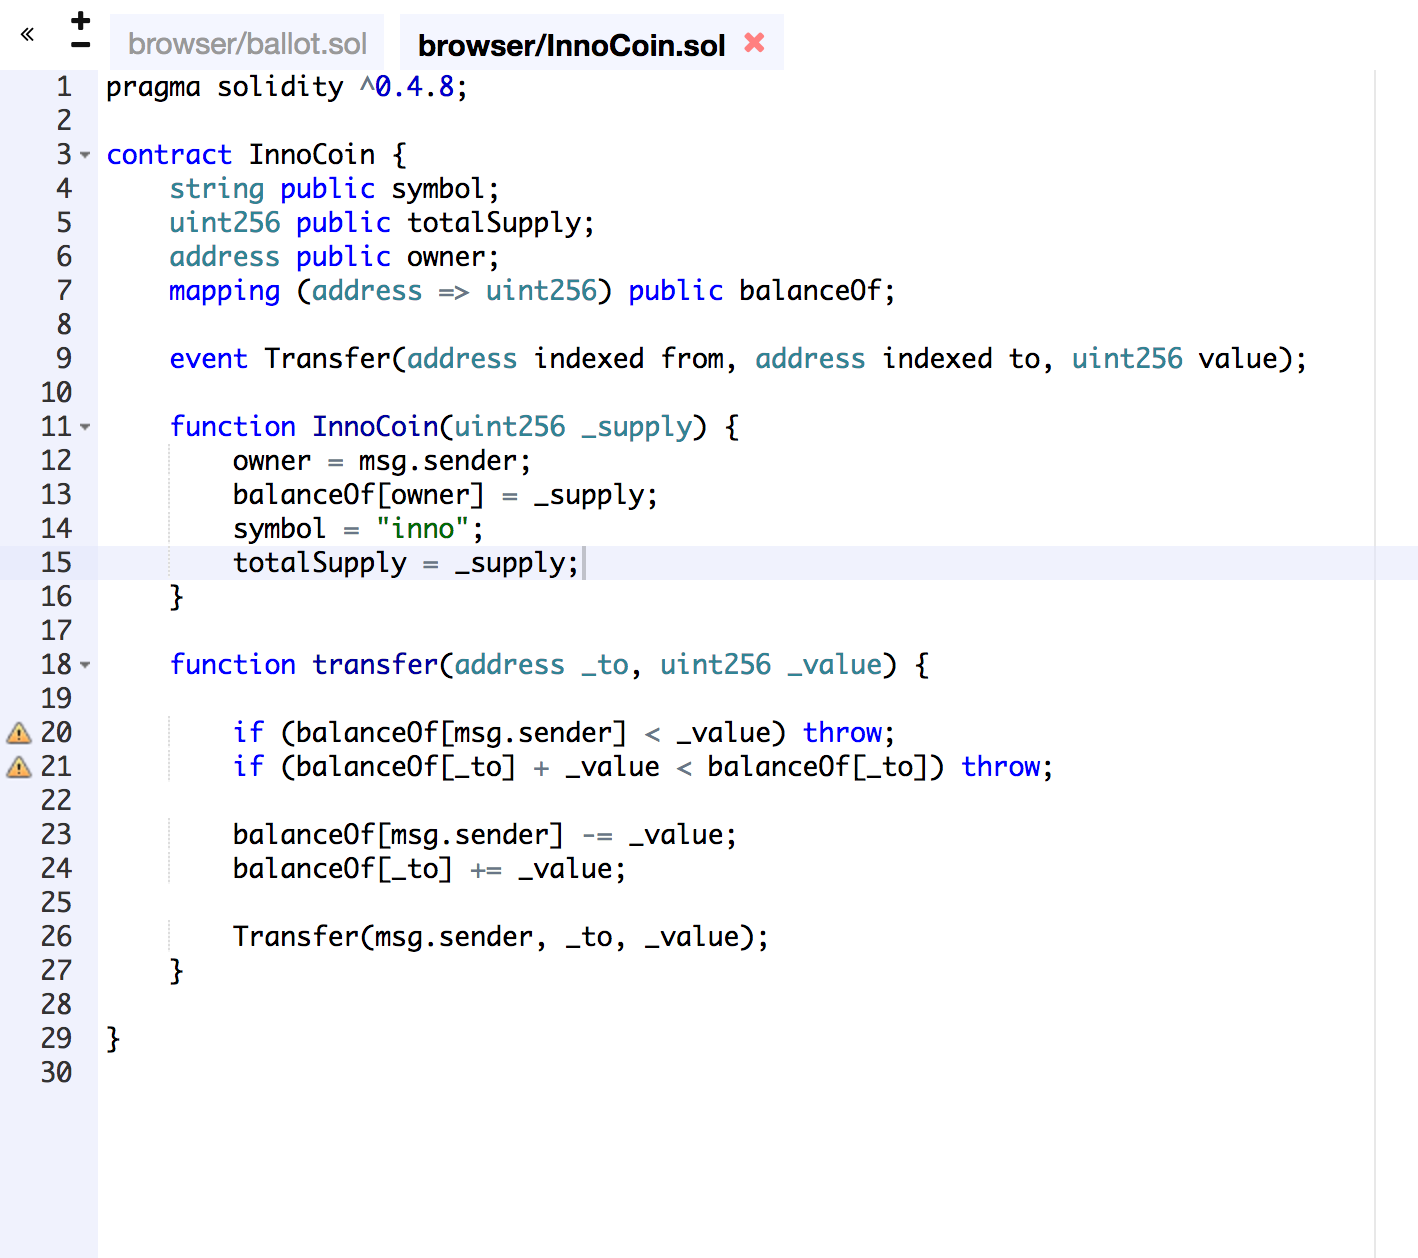 «
+
−
browser/ballot.sol browser/InnoCoin.sol ✖
1 pragma solidity ^0.4.8;
2
3 contract InnoCoin {
4     string public symbol;
5     uint256 public totalSupply;
6     address public owner;
7     mapping (address => uint256) public balanceOf;
8
9     event Transfer(address indexed from, address indexed to, uint256 value);
10
11     function InnoCoin(uint256 _supply) {
12         owner = msg.sender;
13         balanceOf[owner] = _supply;
14         symbol = "inno";
15         totalSupply = _supply;
16     }
17
18     function transfer(address _to, uint256 _value) {
19
20         if (balanceOf[msg.sender] < _value) throw;
21         if (balanceOf[_to] + _value < balanceOf[_to]) throw;
22
23         balanceOf[msg.sender] -= _value;
24         balanceOf[_to] += _value;
25
26         Transfer(msg.sender, _to, _value);
27     }
28
29 }
30